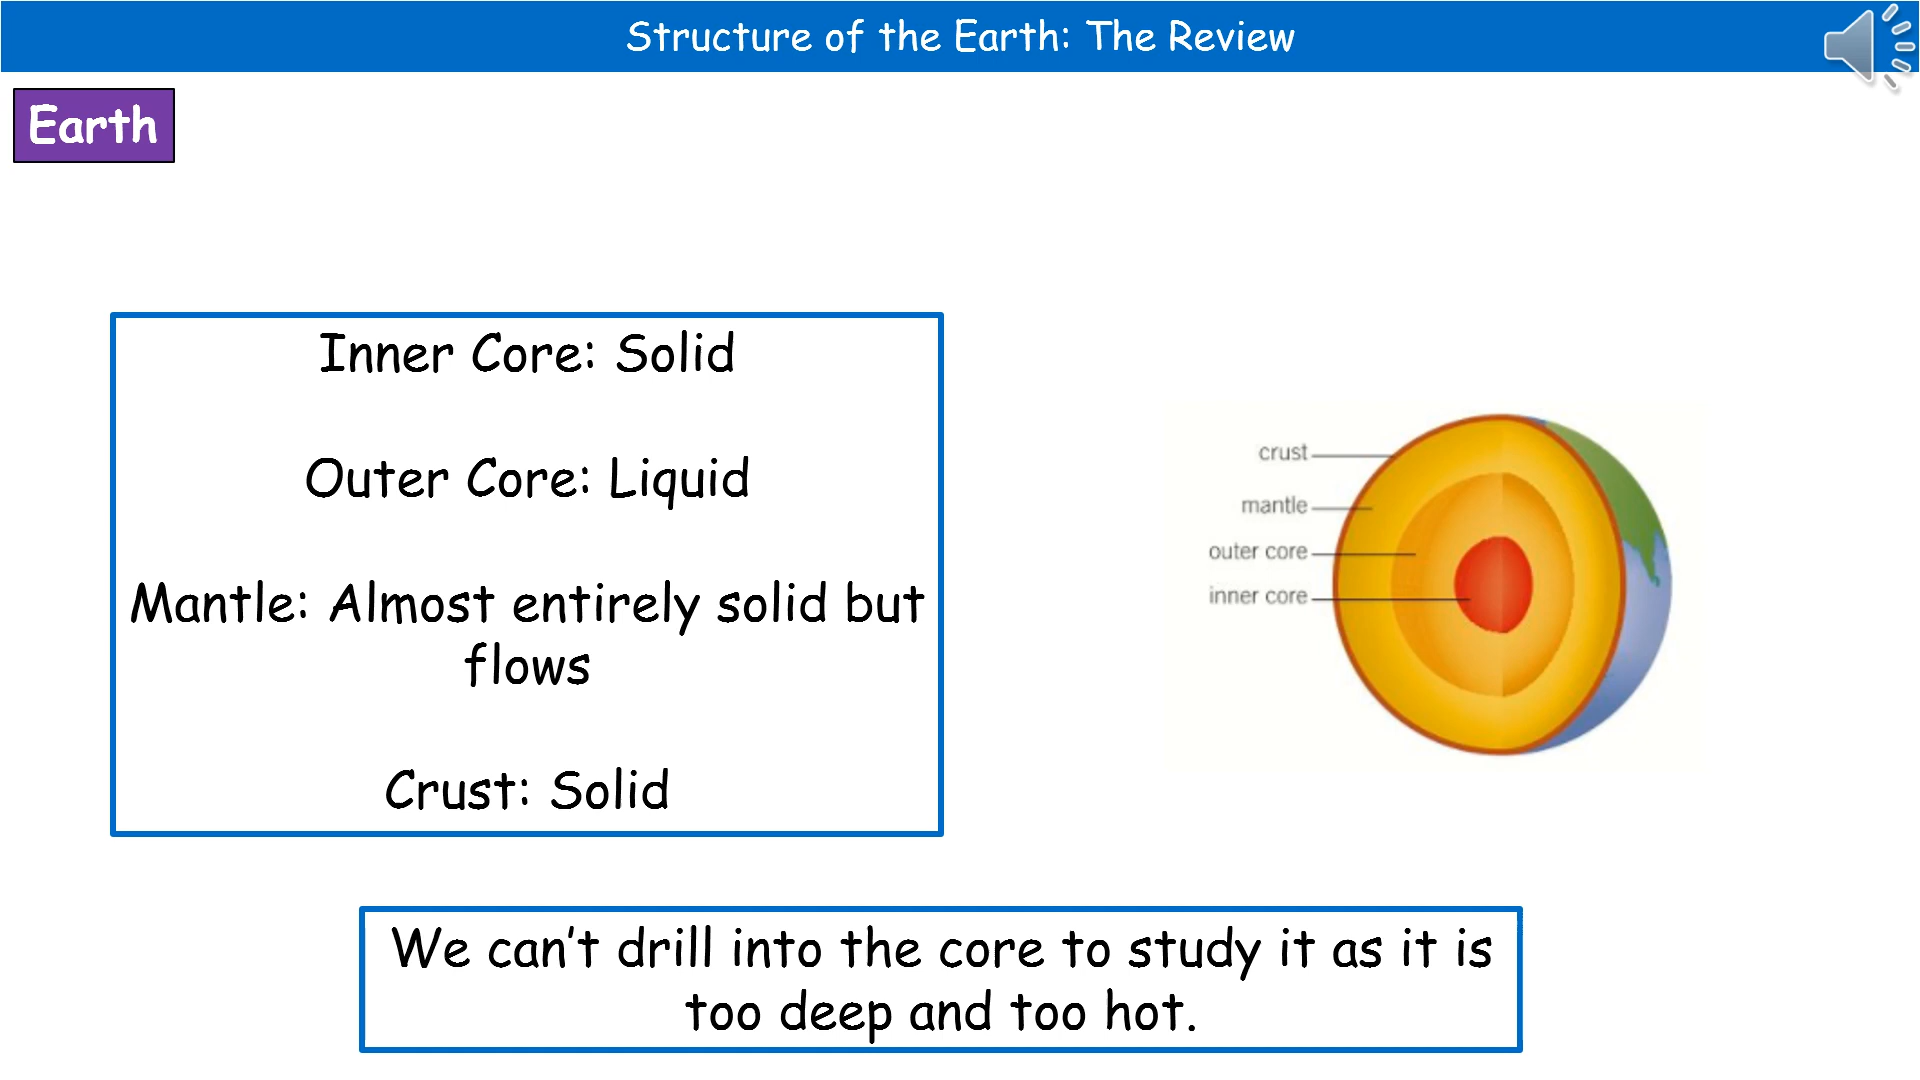 Structure of the Earth: The Review
Earth
Inner Core: Solid
Outer Core: Liquid
Mantle: Almost entirely solid but
flows
Crust: Solid
crust
mantle
outer core
inner core
We can’t drill into the core to study it as it is
too deep and too hot.